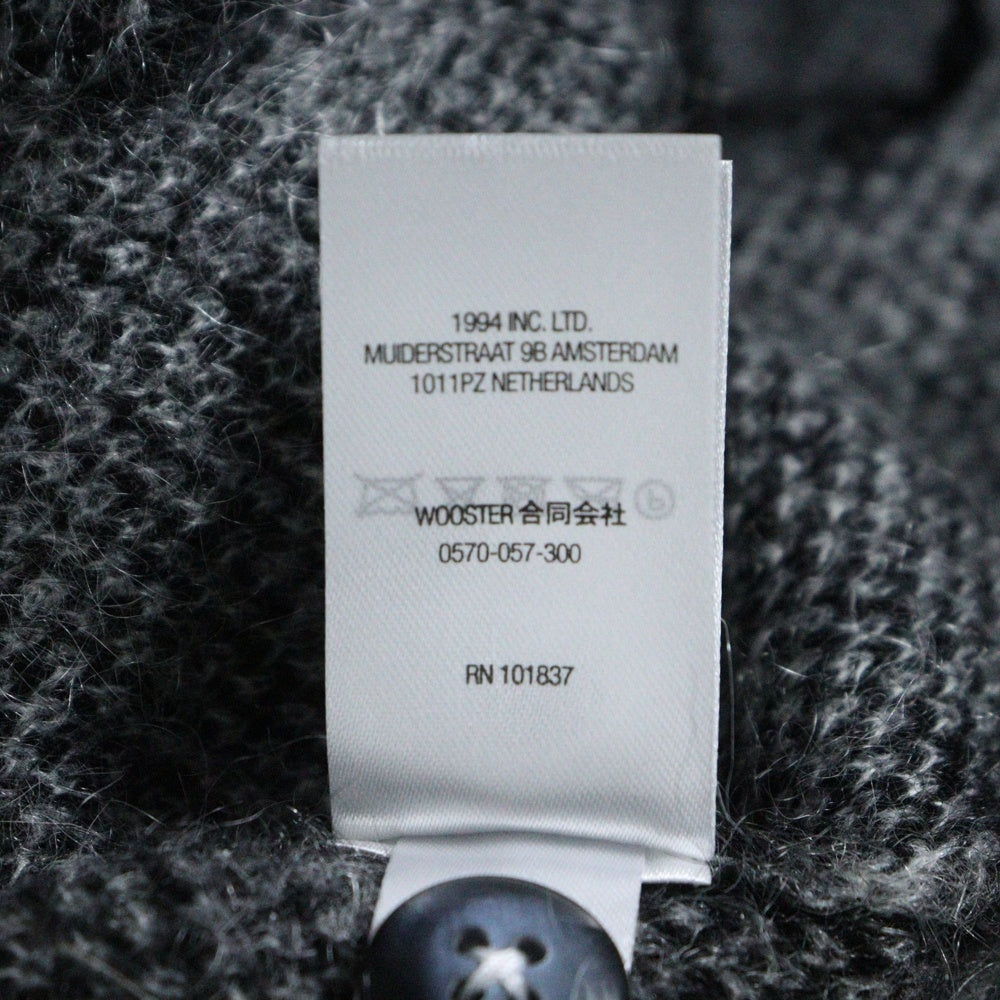 1994 INC. LTD.
MUIDERSTRAAT 9B AMSTERDAM
1011PZ NETHERLANDS
WOOSTER 合同会社
0570-057-300
RN 101837